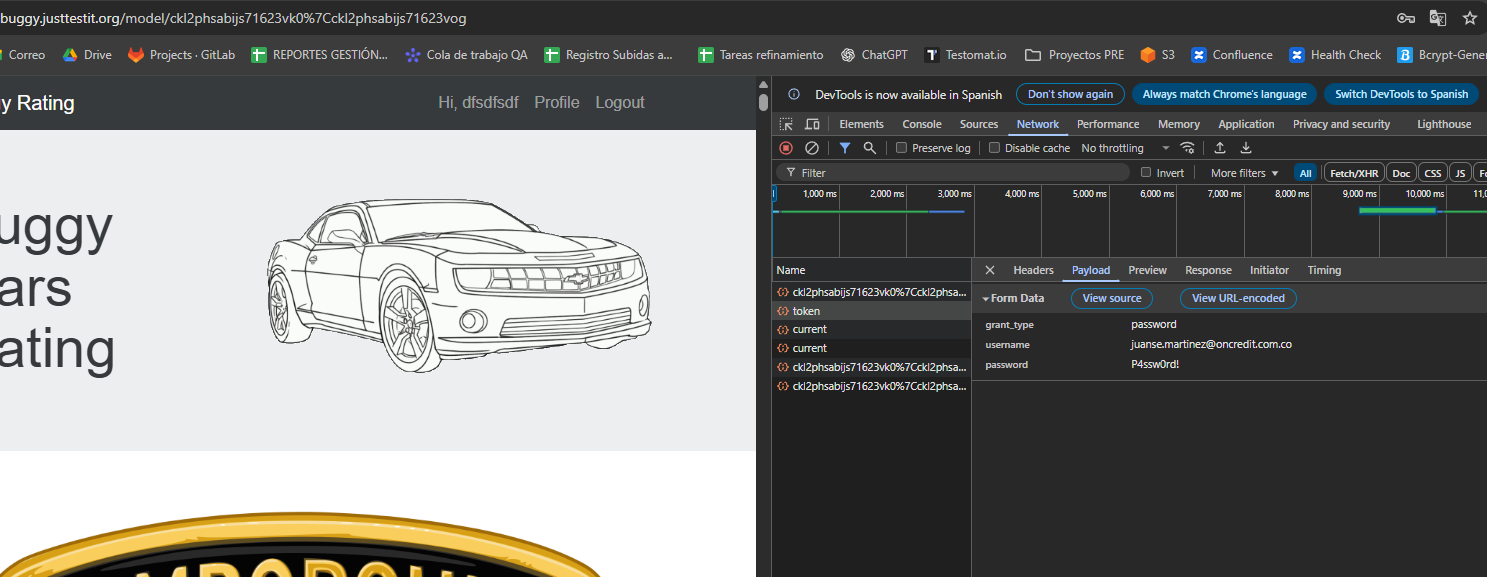 buggy.justtestit.org/model/ckl2phsabijs71623vk0%7Cckl2phsabijs71623vog
Correo Drive Projects · GitLab REPORTES GESTIÓN... Cola de trabajo QA Registro Subidas a... Tareas refinamiento ChatGPT Testomat.io Proyectos PRE S3 Confluence Health Check Bcrypt-Gener
y Rating Hi, dfsdfsdf Profile Logout
uggy
ars
ating
DevTools is now available in Spanish Don't show again Always match Chrome's language Switch DevTools to Spanish
Elements Console Sources Network Performance Memory Application Privacy and security Lighthouse
Preserve log Disable cache No throttling
Filter Invert More filters All Fetch/XHR Doc CSS JS Fo
1,000 ms 2,000 ms 3,000 ms 4,000 ms 5,000 ms 6,000 ms 7,000 ms 8,000 ms 9,000 ms 10,000 ms 11,0
Name Headers Payload Preview Response Initiator Timing
ckl2phsabijs71623vk0%7Cckl2phsa...
token
current
current
ckl2phsabijs71623vk0%7Cckl2phsa...
ckl2phsabijs71623vk0%7Cckl2phsa...
Form Data View source View URL-encoded
grant_type password
username juanse.martinez@oncredit.com.co
password P4ssw0rd!